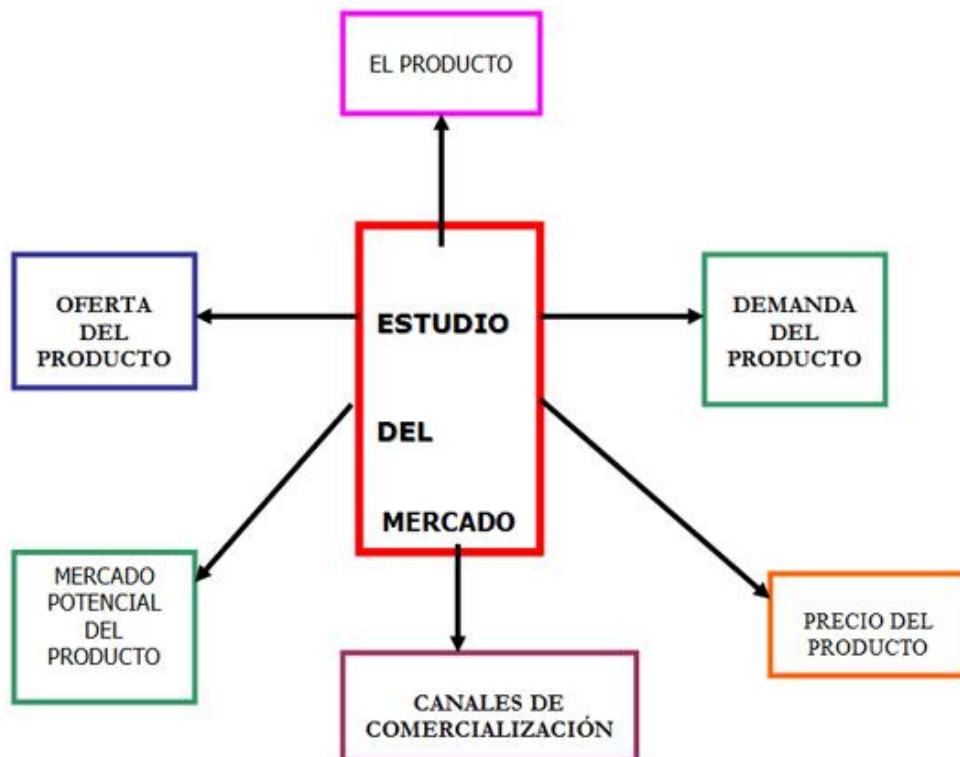 EL PRODUCTO
OFERTA
DEL
PRODUCTO
ESTUDIO
DEL
MERCADO
DEMANDA
DEL
PRODUCTO
MERCADO
POTENCIAL
DEL
PRODUCTO
PRECIO DEL
PRODUCTO
CANALES DE
COMERCIALIZACIÓN